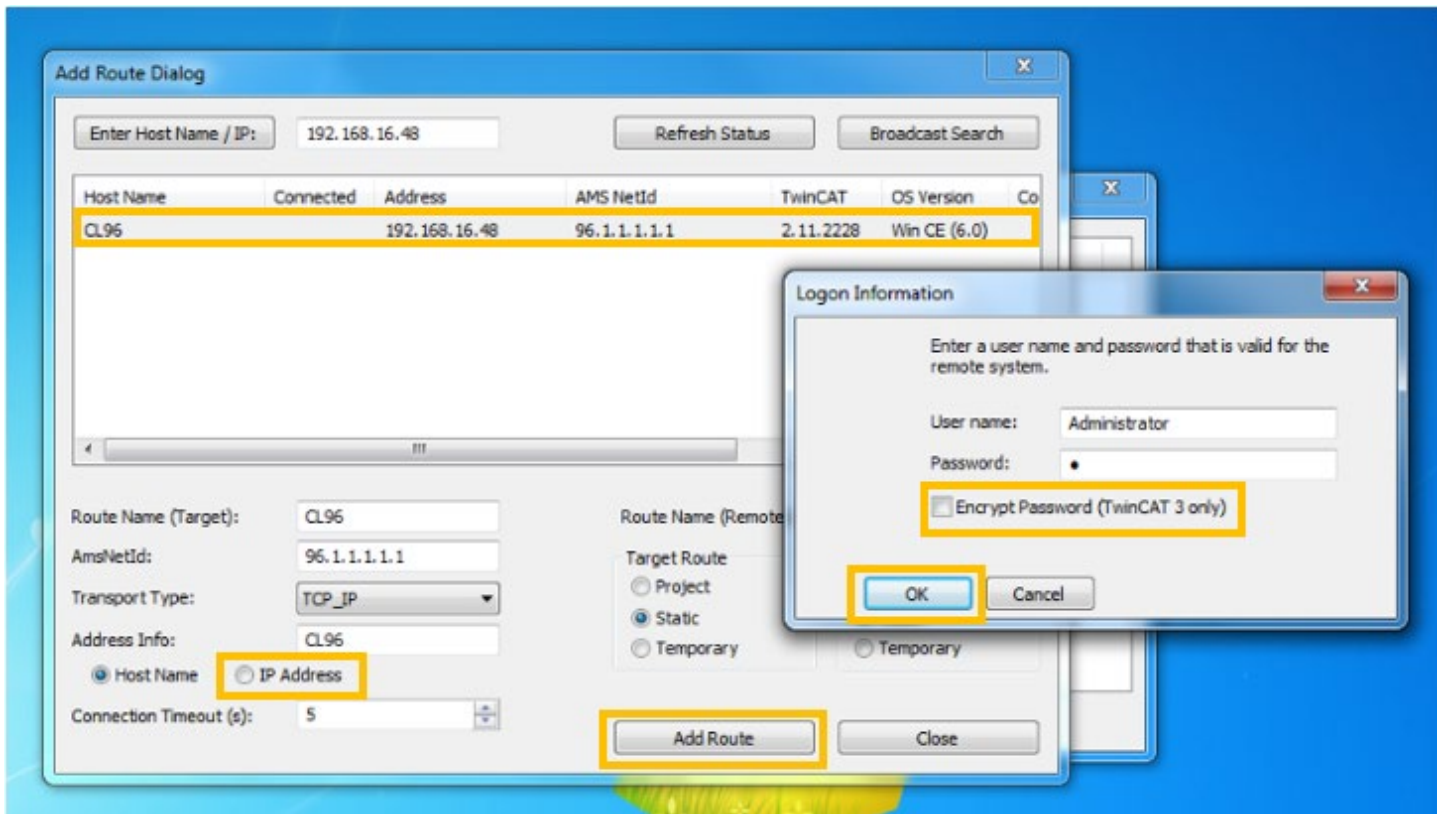 Add Route Dialog
Enter Host Name / IP: 192.168.16.48 Refresh Status Broadcast Search
Host Name Connected Address AMS NetId TwinCAT OS Version Co
CL96 192.168.16.48 96.1.1.1.1.1 2.11.2228 Win CE (6.0)
Route Name (Target): CL96 Route Name (Remote
AmsNetId: 96.1.1.1.1.1 Target Route
Transport Type: TCP_IP Project
Address Info: CL96 Static
Temporary Temporary
Host Name IP Address
Connection Timeout (s): 5
Add Route Close
Logon Information
Enter a user name and password that is valid for the
remote system.
User name: Administrator
Password: •
Encrypt Password (TwinCAT 3 only)
OK Cancel